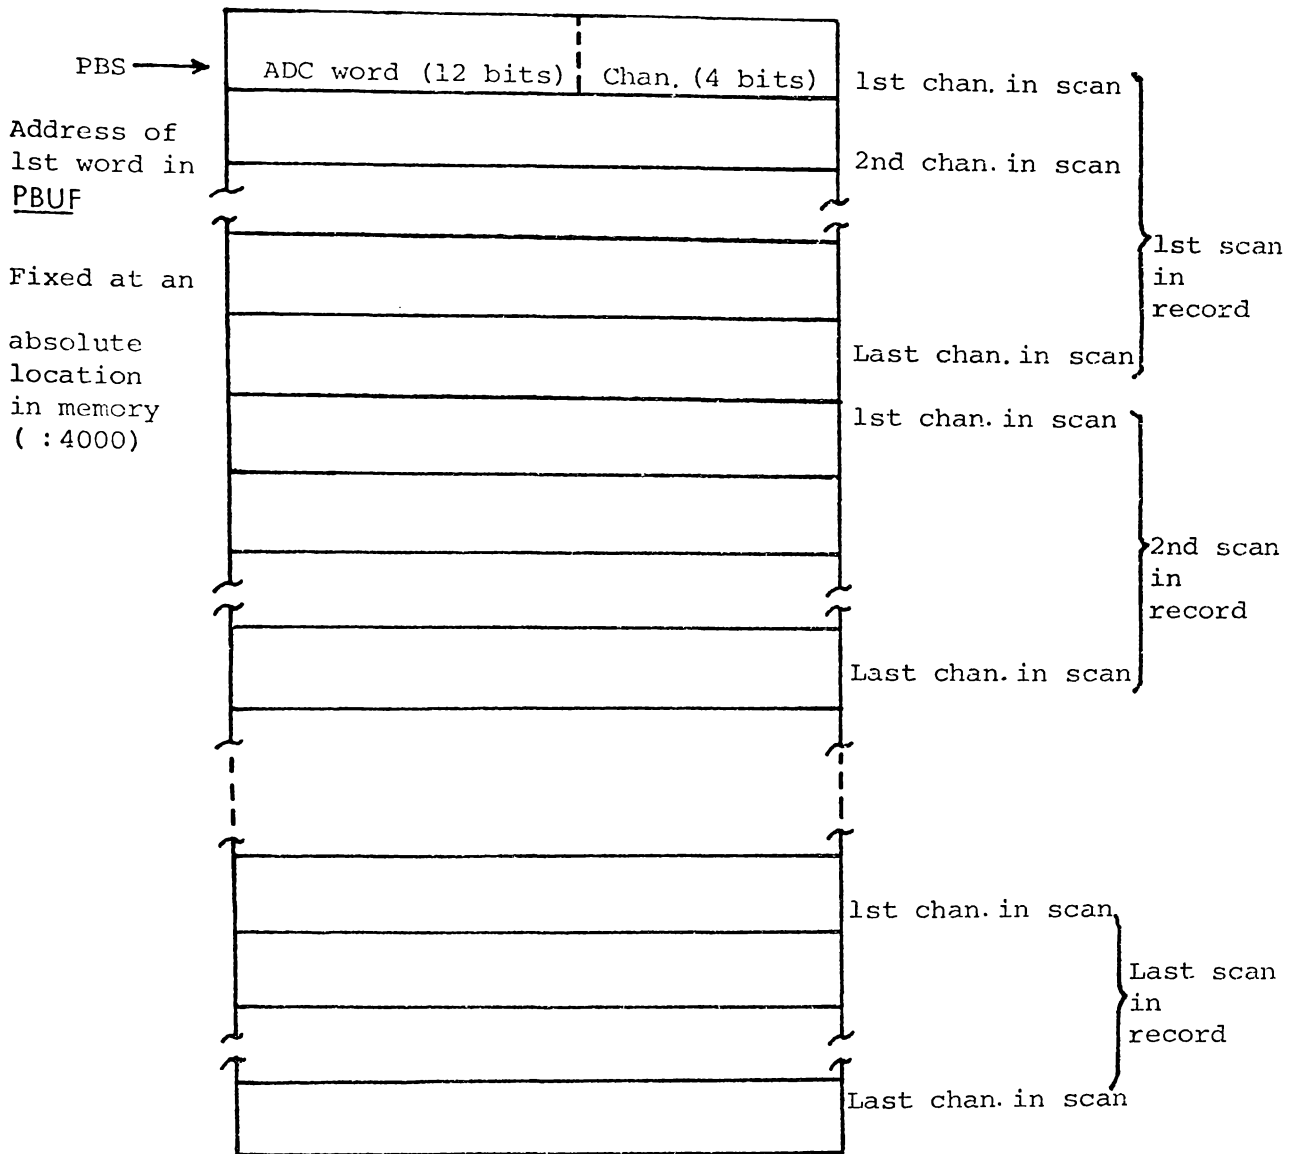 PBS
ADC word (12 bits)
Chan. (4 bits)
1st chan. in scan
Address of
1st word in
PBUF
2nd chan. in scan
1st scan
in
record
Fixed at an
absolute
location
in memory
( :4000)
Last chan. in scan
1st chan. in scan
2nd scan
in
record
Last chan. in scan
1st chan. in scan
Last scan
in
record
Last chan. in scan